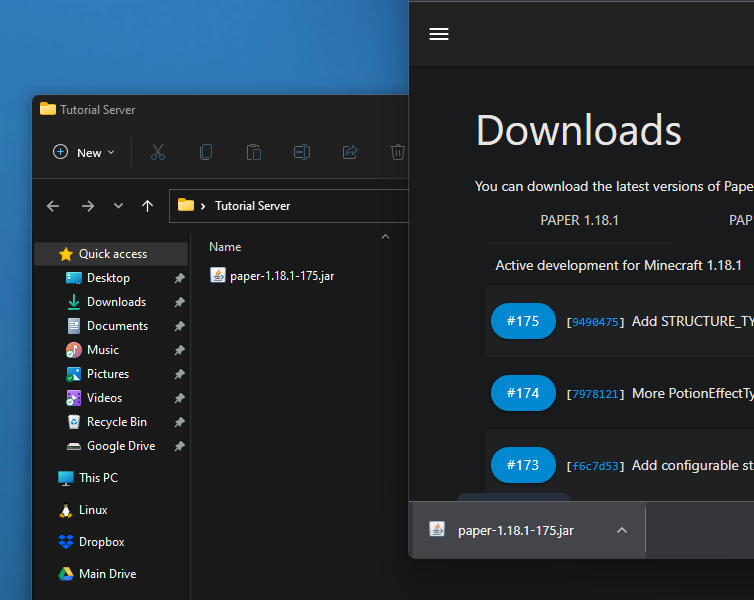 Tutorial Server
New
Tutorial Server
Quick access
Desktop
Downloads
Documents
Music
Pictures
Videos
Recycle Bin
Google Drive
This PC
Linux
Dropbox
Main Drive
Name
paper-1.18.1-175.jar
Downloads
You can download the latest versions of Pape
PAPER 1.18.1 PAP
Active development for Minecraft 1.18.1
#175 [9490475] Add STRUCTURE_TY
#174 [7978121] More PotionEffectTy
#173 [f6c7d53] Add configurable st
paper-1.18.1-175.jar